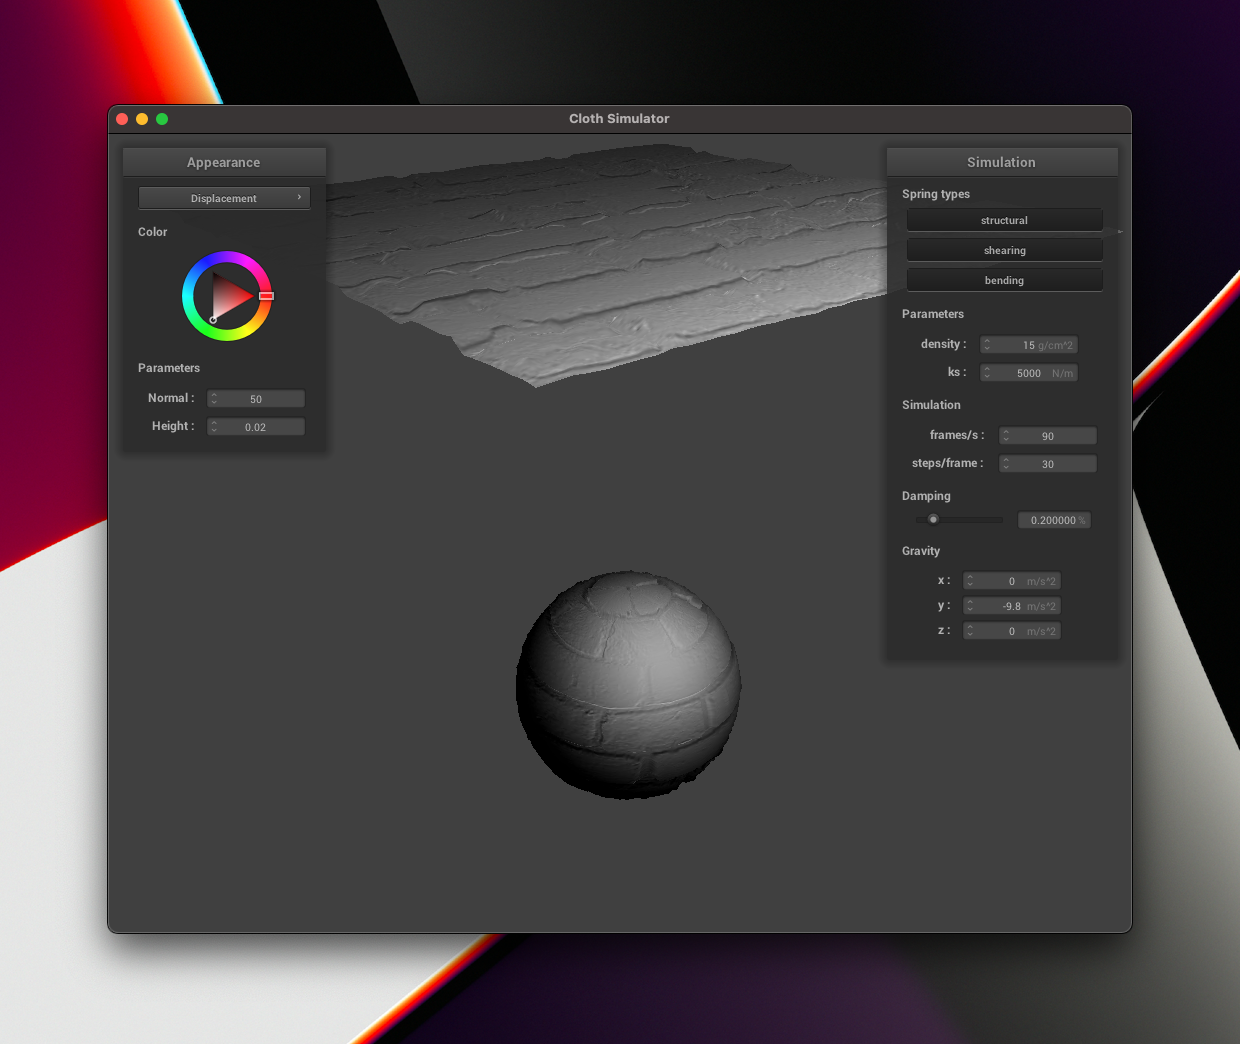 Cloth Simulator
Appearance
Displacement
Color
Parameters
Normal : 50
Height : 0.02
Simulation
Spring types
structural
shearing
bending
Parameters
density : 15 g/cm^2
ks : 5000 N/m
Simulation
frames/s : 90
steps/frame : 30
Damping
0.200000 %
Gravity
x : 0 m/s^2
y : -9.8 m/s^2
z : 0 m/s^2